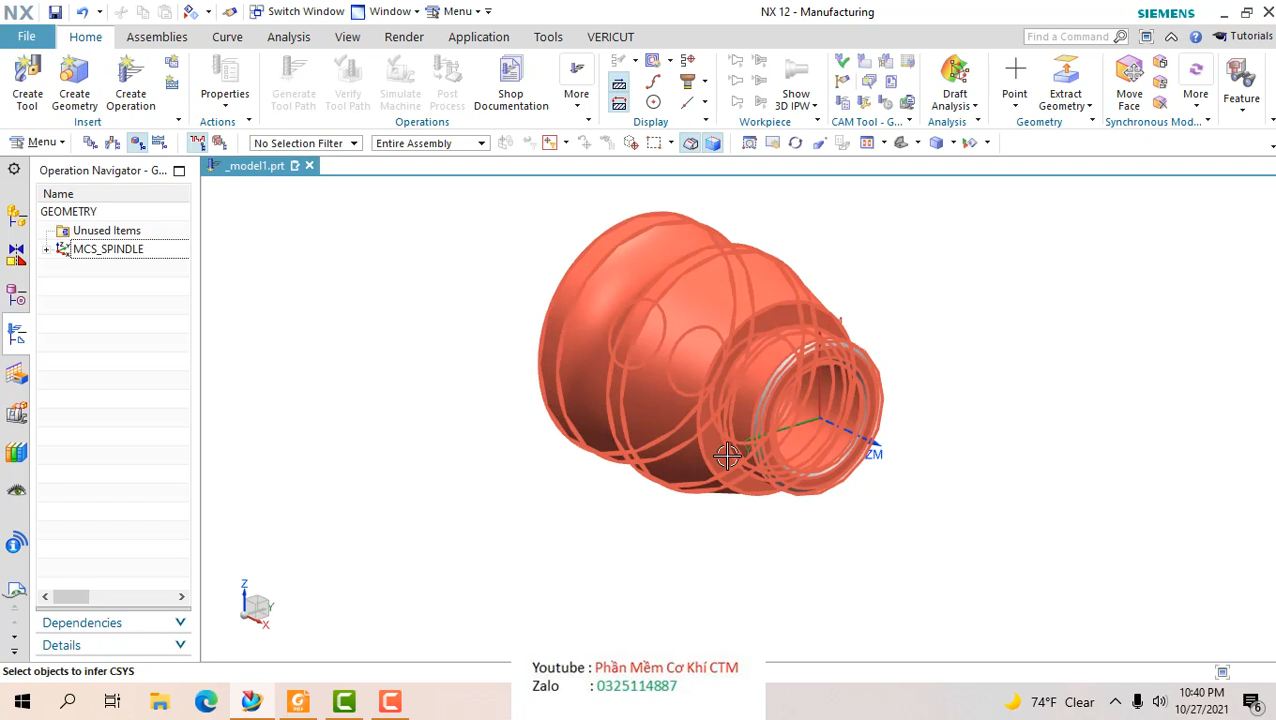 NX
Switch Window
Window
Menu
NX 12 - Manufacturing
SIEMENS
File
Home
Assemblies
Curve
Analysis
Render
Application
Tools
VERICUT
Find a Command
Tutorials
Create Tool
Create Geometry
Create Operation
Properties
Generate Tool Path
Verify Tool Path
Simulate Machine
Post Process
Shop Documentation
More
Show 3D IPW
Draft Analysis
Point
Extract Geometry
Move Face
More
Feature
Insert
Actions
Operations
Display
Workpiece
CAM Tool - G...
Analysis
Geometry
Synchronous Mod...
Menu
No Selection Filter
Entire Assembly
Operation Navigator - G...
_model1.prt
Name
GEOMETRY
Unused Items
MCS_SPINDLE
ZM
Z
Y
X
Dependencies
Details
Select objects to infer CSYS
Youtube : Phần Mềm Cơ Khí CTM
Zalo : 0325114887
74°F Clear
10:40 PM
10/27/2021
6